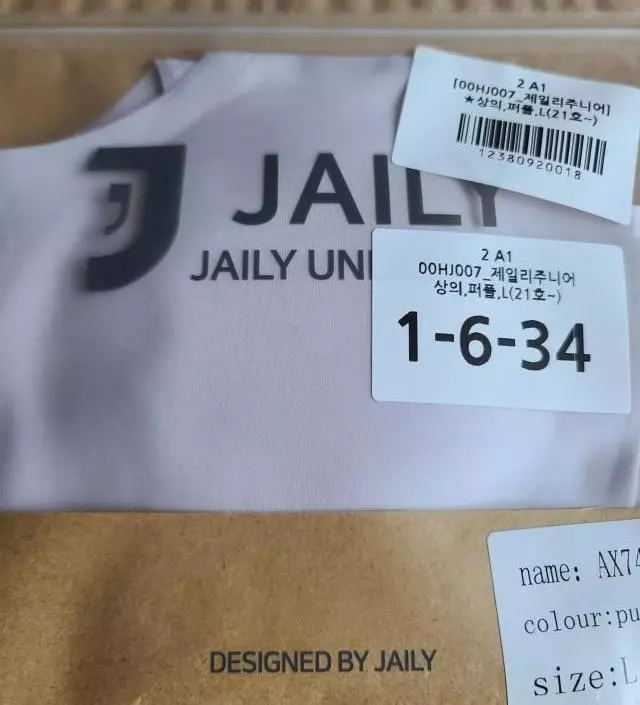 2 A1
[00HJ007_제일리주니어]
★상의,퍼플,L(21호~)
12380920018
JAILY
JAILY UNI
2 A1
00HJ007_제일리주니어
상의,퍼플,L(21호~)
1-6-34
name: AX74
colour:pu
size:L
DESIGNED BY JAILY